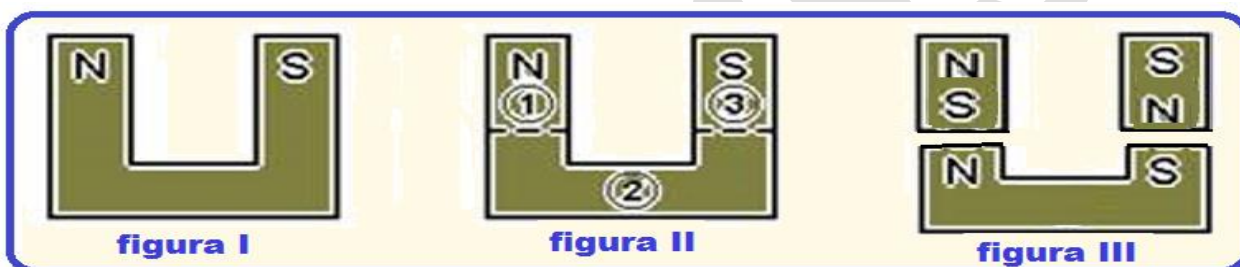 N S N S N S
1 3 S N
2 N S
figura I figura II figura III